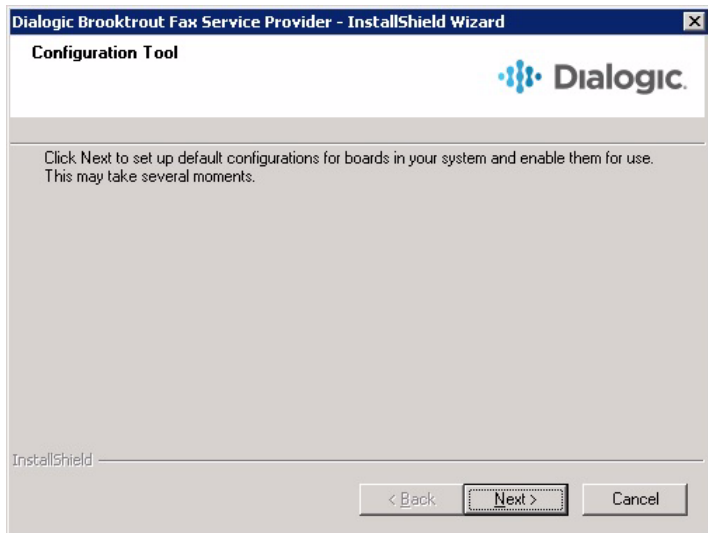 Dialogic Brooktrout Fax Service Provider - InstallShield Wizard
Configuration Tool
Dialogic.
Click Next to set up default configurations for boards in your system and enable them for use.
This may take several moments.
InstallShield
< Back
Next >
Cancel